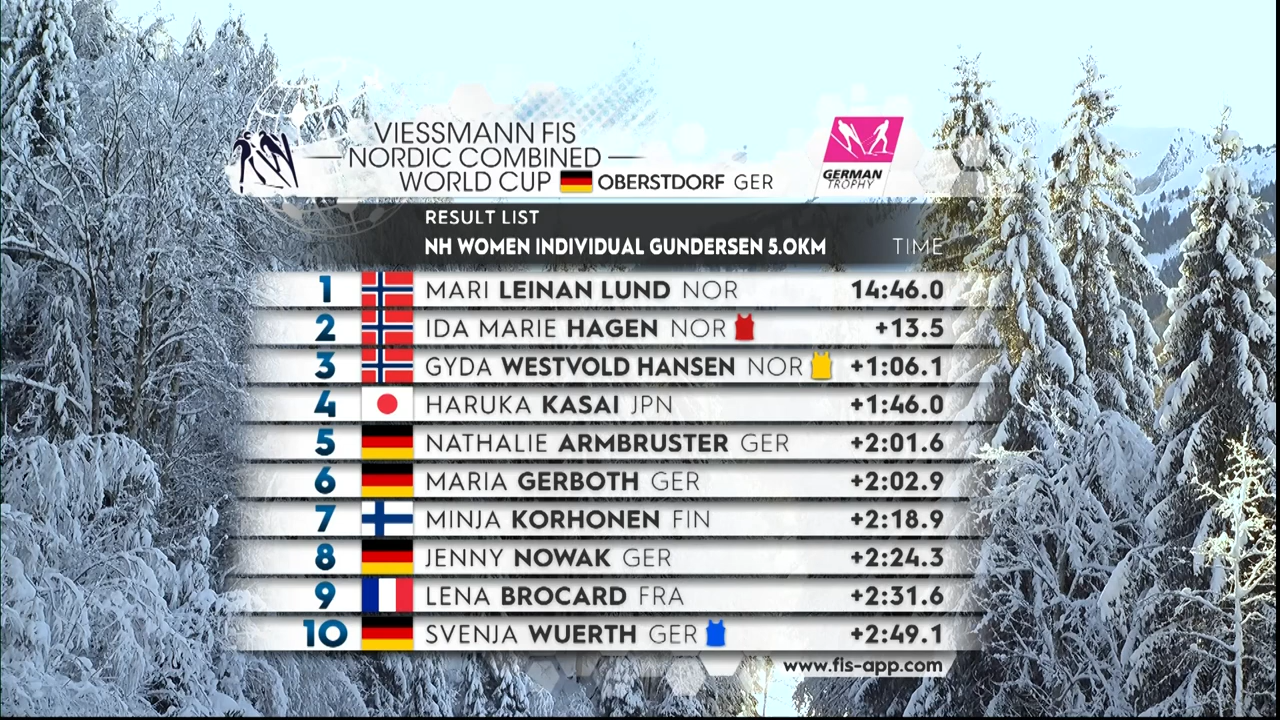 VIESSMANN FIS
NORDIC COMBINED
WORLD CUP OBERSTDORF GER
GERMAN
TROPHY
RESULT LIST
NH WOMEN INDIVIDUAL GUNDERSEN 5.0KM TIME
1 MARI LEINAN LUND NOR 14:46.0
2 IDA MARIE HAGEN NOR +13.5
3 GYDA WESTVOLD HANSEN NOR +1:06.1
4 HARUKA KASAI JPN +1:46.0
5 NATHALIE ARMBRUSTER GER +2:01.6
6 MARIA GERBOTH GER +2:02.9
7 MINJA KORHONEN FIN +2:18.9
8 JENNY NOWAK GER +2:24.3
9 LENA BROCARD FRA +2:31.6
10 SVENJA WUERTH GER +2:49.1
www.fis-app.com